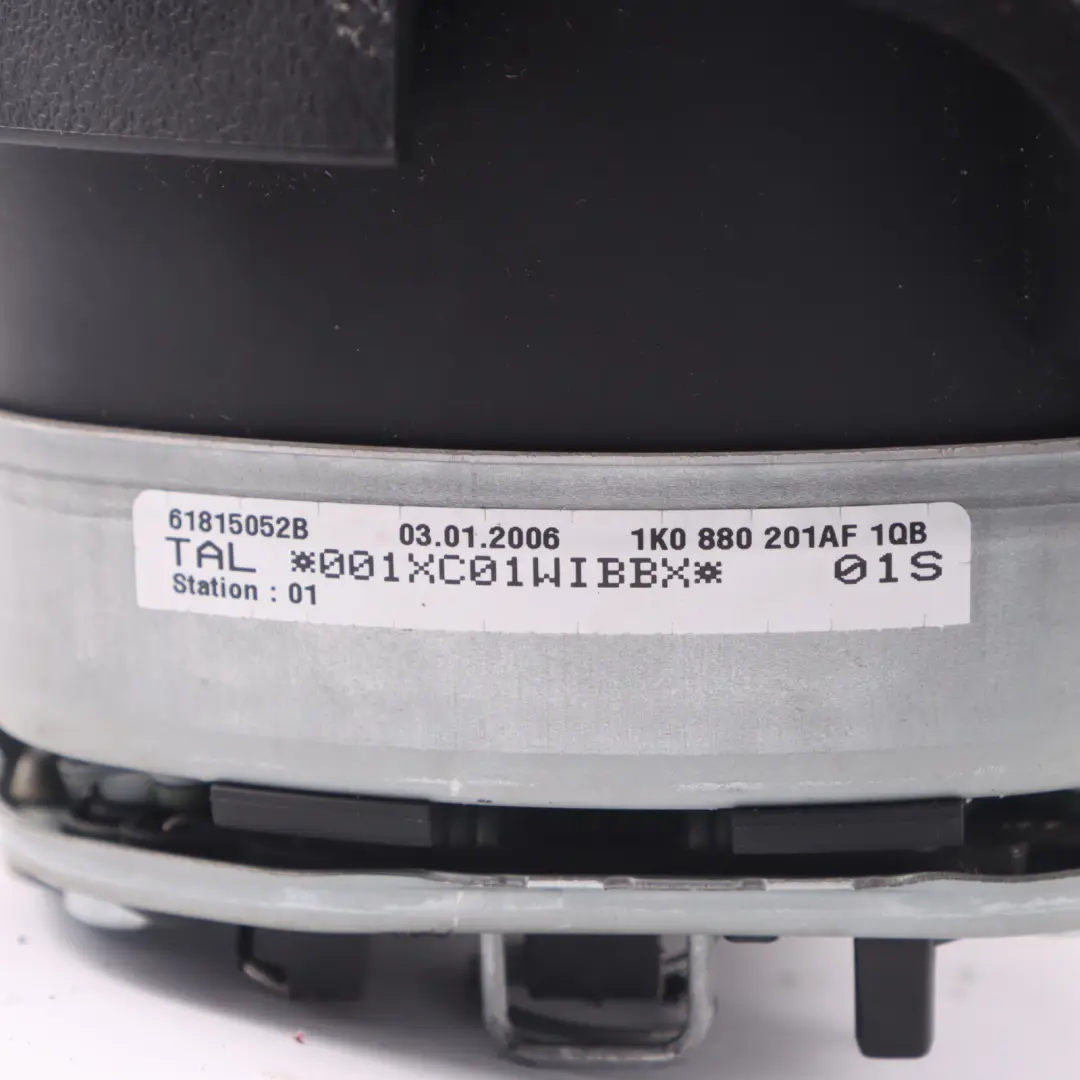 61815052B 03.01.2006 1K0 880 201AF 1QB
TAL *001XC01WIBBX* 01S
Station : 01